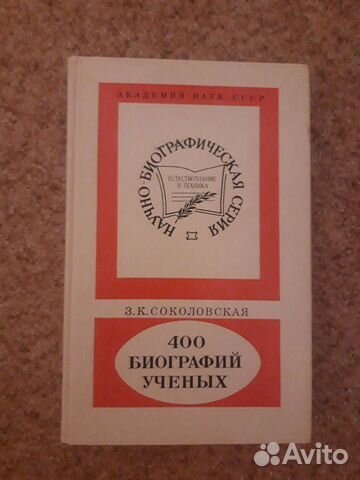 АКАДЕМИЯ НАУК СССР
НАУЧНО-БИОГРАФИЧЕСКАЯ СЕРИЯ
ЕСТЕСТВОЗНАНИЕ
И ТЕХНИКА
З.К.СОКОЛОВСКАЯ
400
БИОГРАФИЙ
УЧЕНЫХ
Avito